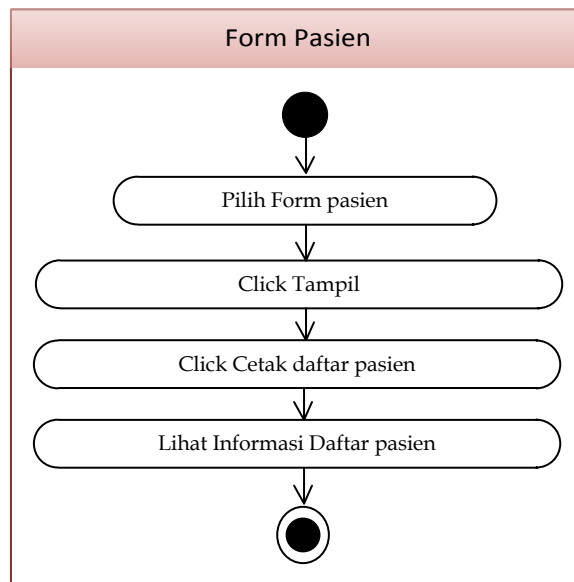 Form Pasien
Pilih Form pasien
Click Tampil
Click Cetak daftar pasien
Lihat Informasi Daftar pasien